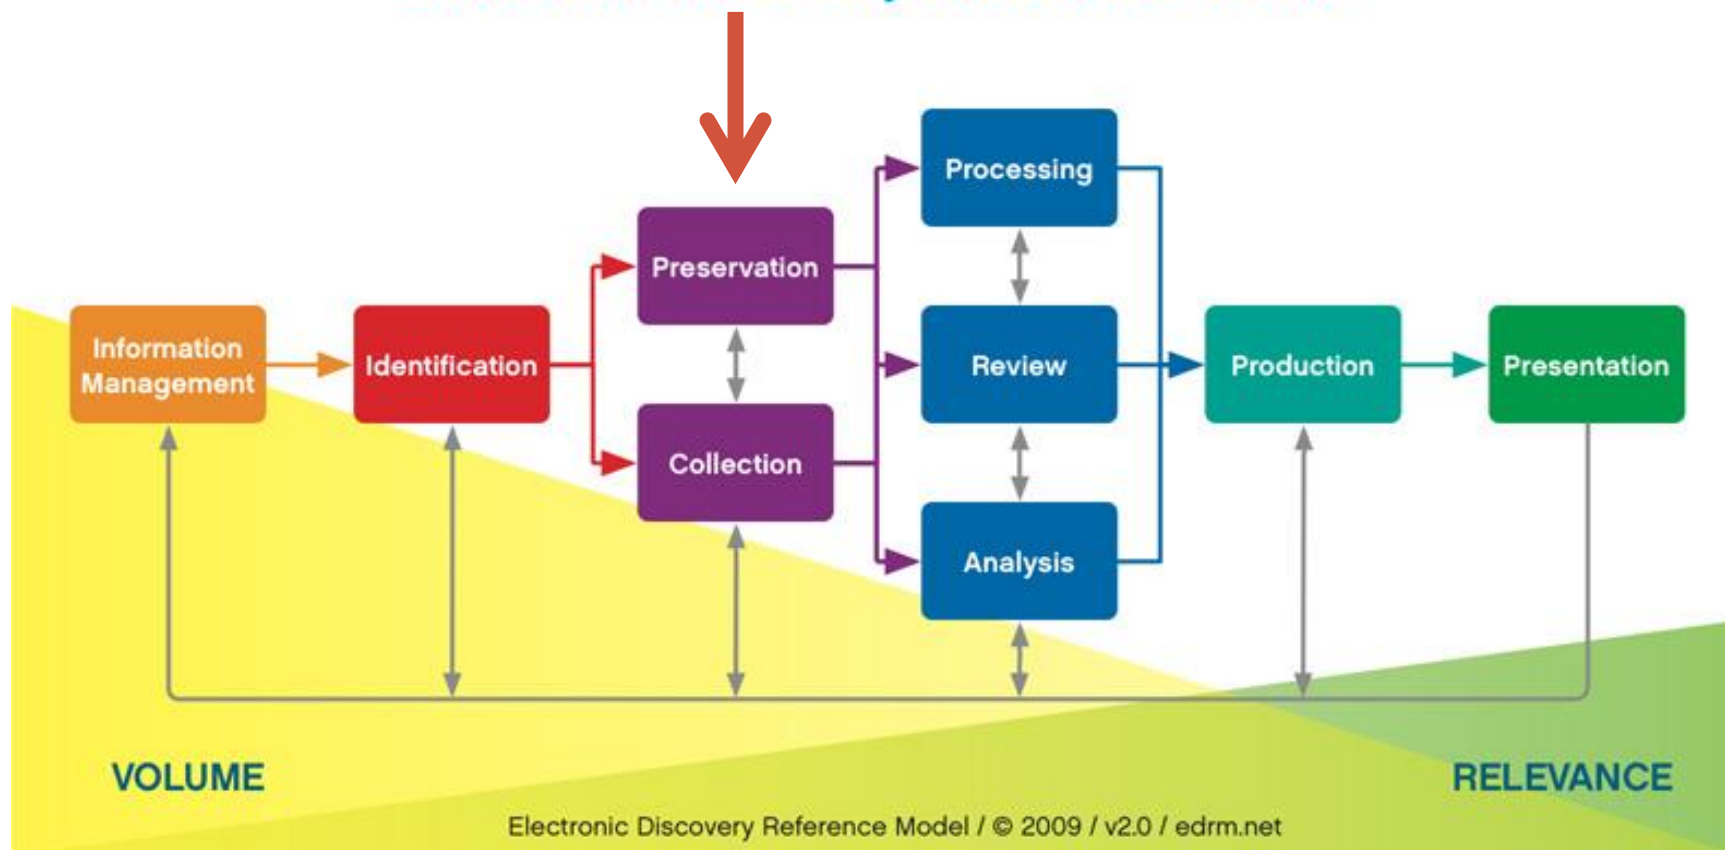 Processing
Preservation
Information
Management
Identification
Review
Production
Presentation
Collection
Analysis
VOLUME
RELEVANCE
Electronic Discovery Reference Model / © 2009 / v2.0 / edrm.net